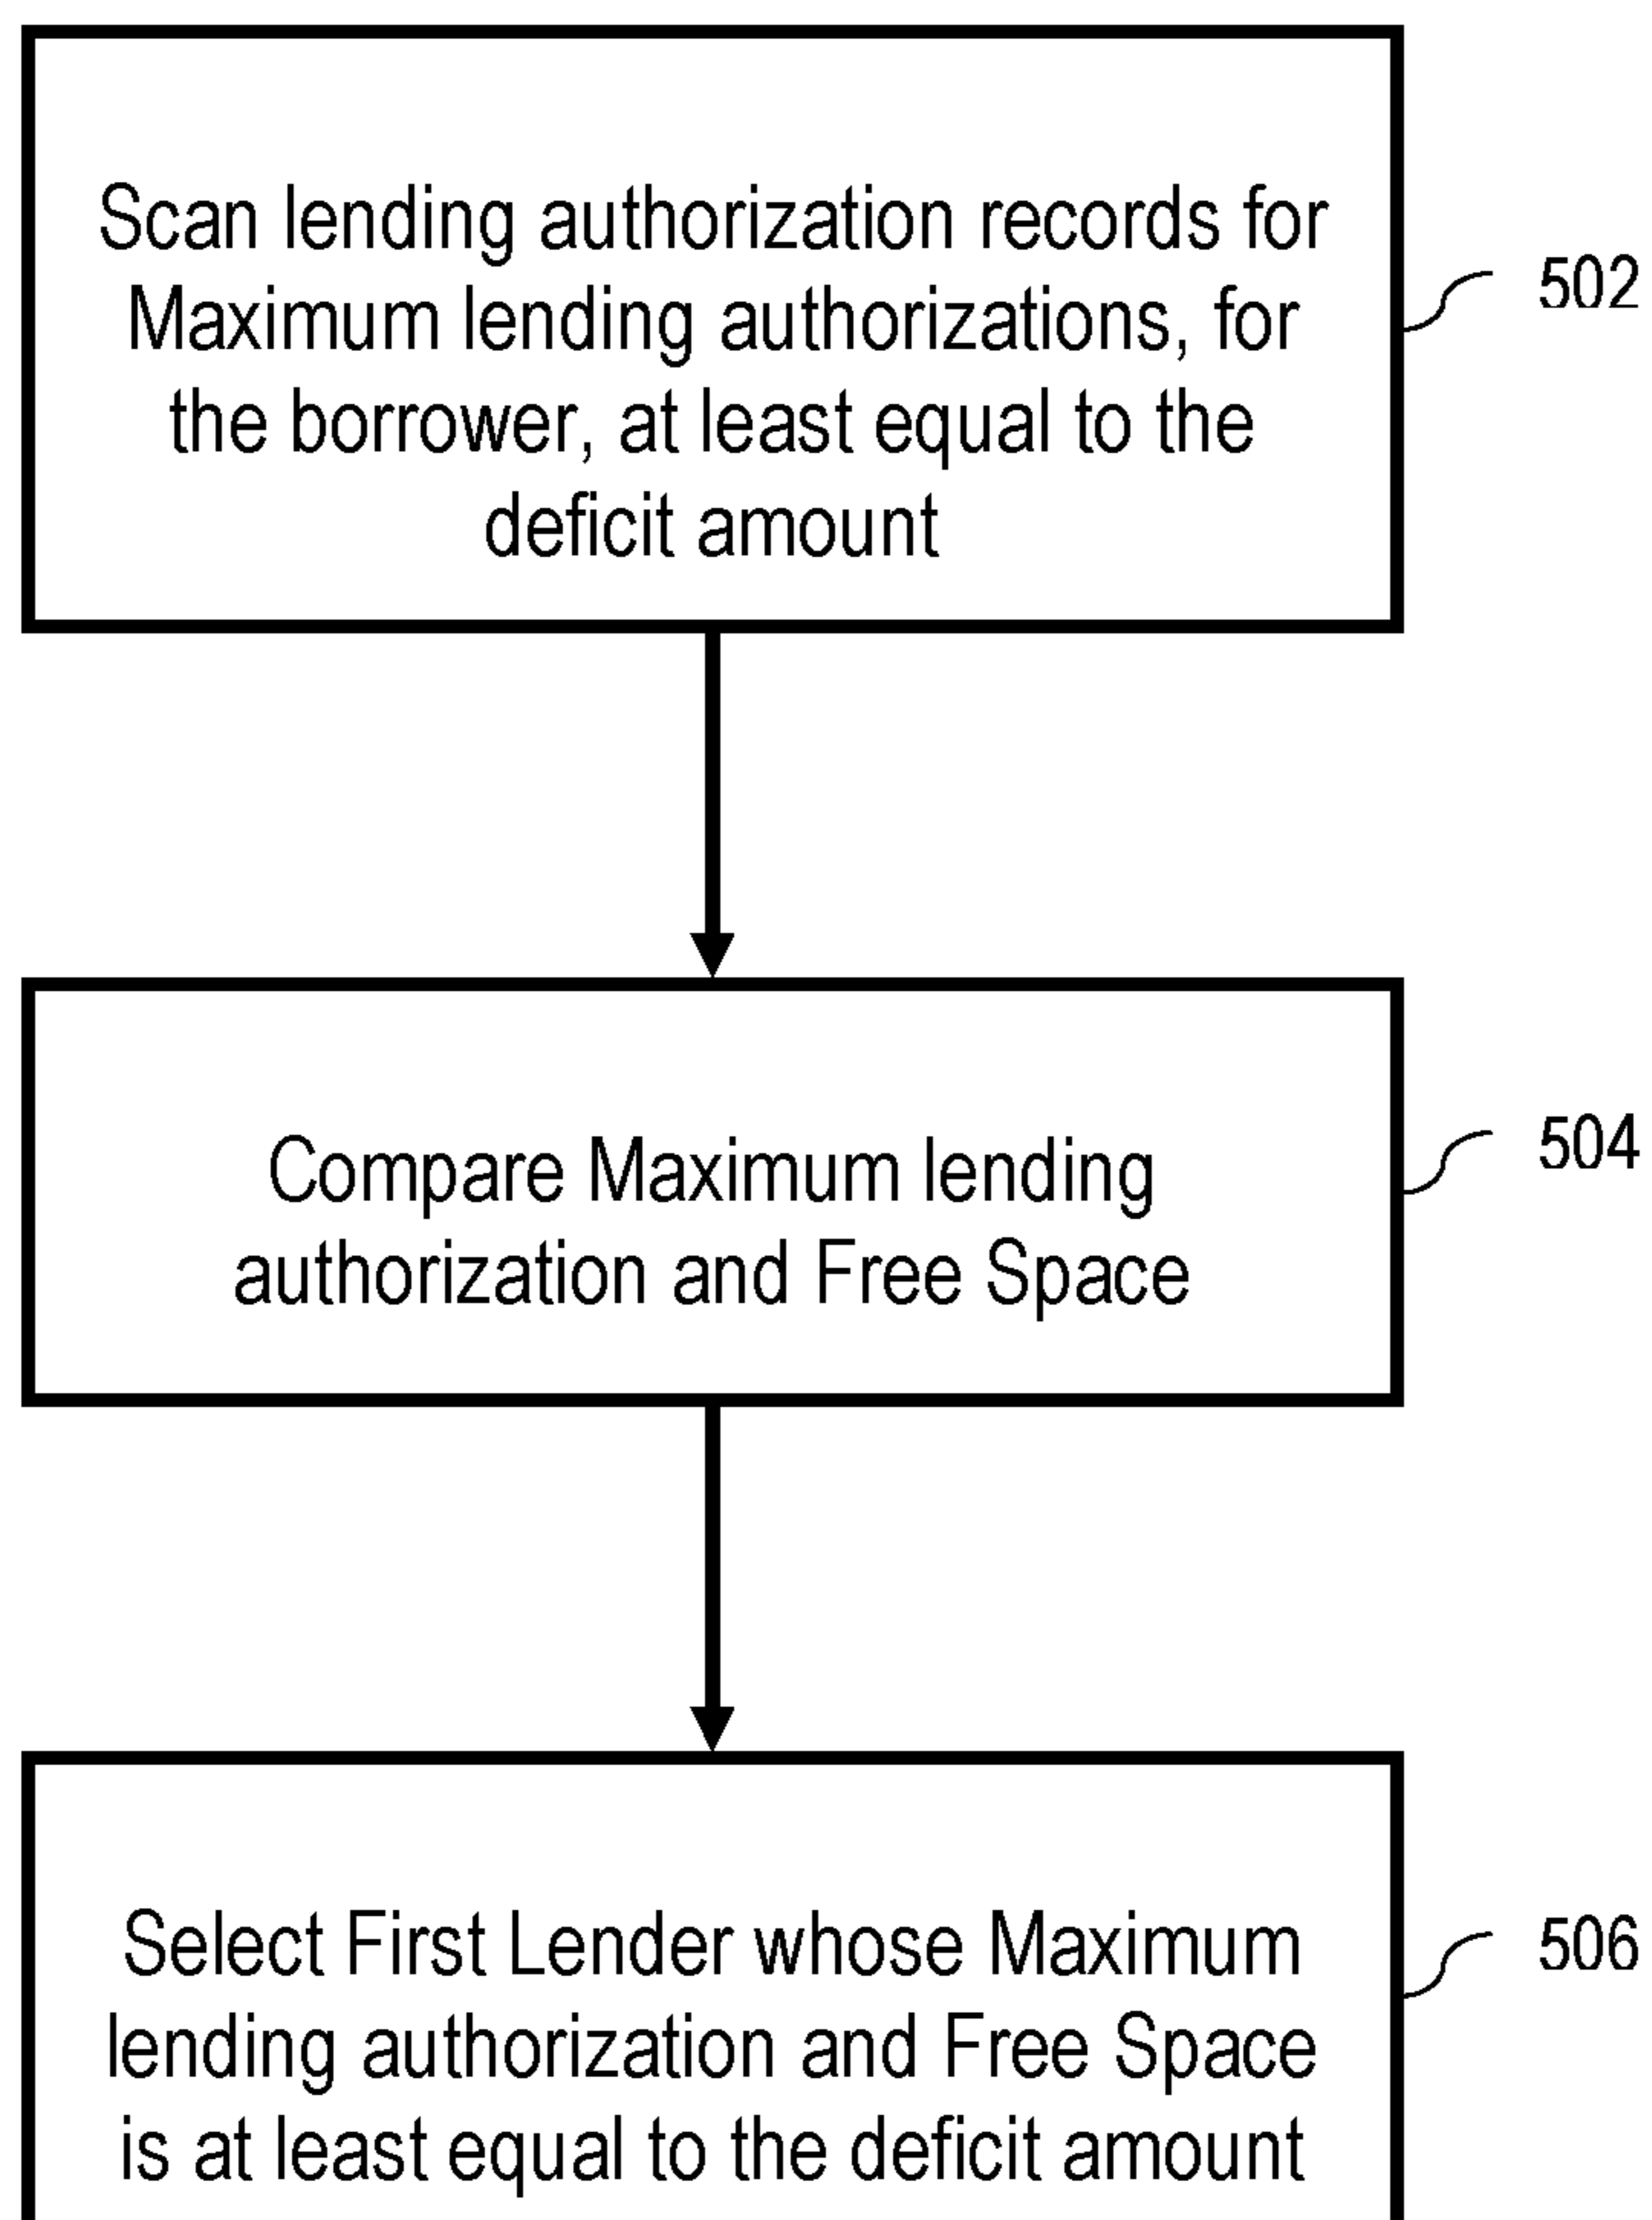 Scan lending authorization records for
Maximum lending authorizations, for
the borrower, at least equal to the
deficit amount
502
Compare Maximum lending
authorization and Free Space
504
Select First Lender whose Maximum
lending authorization and Free Space
is at least equal to the deficit amount
506